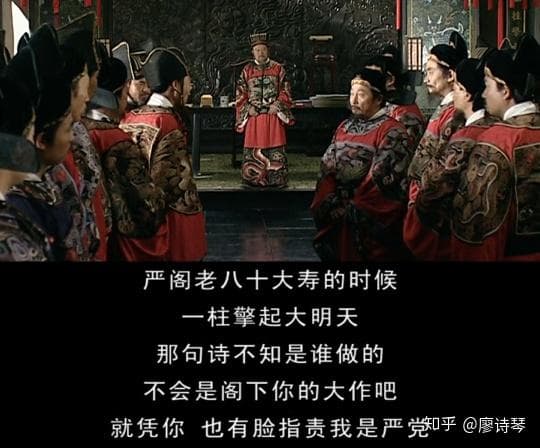 严阁老八十大寿的时候
一柱擎起大明天
那句诗不知是谁做的
不会是阁下你的大作吧
就凭你 也有脸指责我是严党
知乎 @廖诗琴